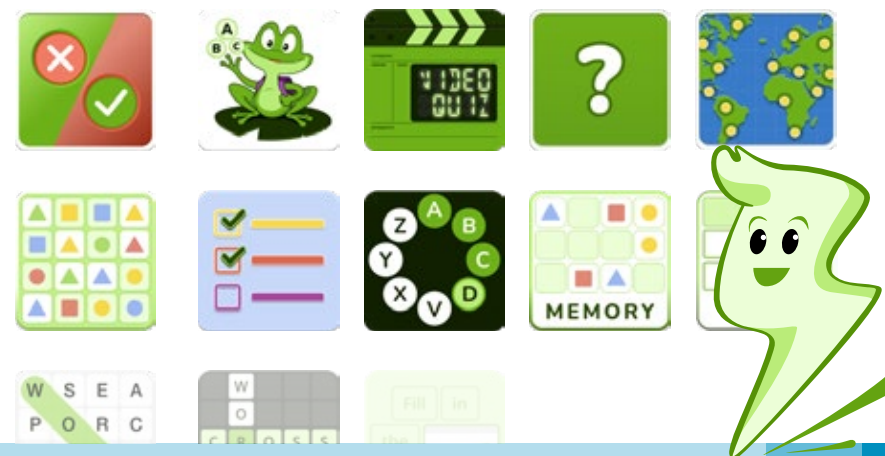 A
B C
VIDEO
QUIZ
?
A
B
C
D
V
X
Y
Z
MEMORY
W S E A
P O R C
W
O
C R O S S
Fill in
the